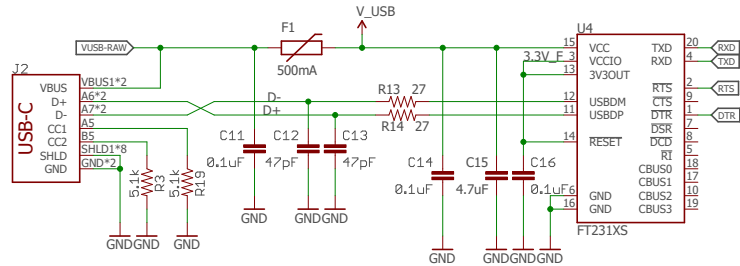 V_USB
F1
U4
VUSB-RAW
500mA
15 VCC TXD 20 RXD
3.3V_F 3 VCCIO RXD 4 TXD
13 3V3OUT
J2
USB-C
VBUS VBUS1*2
D+ A6*2 D-
D- A7*2 D+
CC1 A5
CC2 B5
SHLD SHLD1*8
GND GND*2
R13 27
R14 27
RTS 2 RTS
12 USBDM CTS 9
11 USBDP DTR 1 DTR
DSR 7
14 RESET DCD 8
RI 5
CBUS0 18
CBUS1 17
6 GND CBUS2 10
16 GND CBUS3 19
FT231XS
5.1k R3
5.1k R19
C11 0.1uF
C12 47pF
C13 47pF
C14 0.1uF
C15 4.7uF
C16 0.1uF
GND GND GND GND GND GND GND GND GND GND